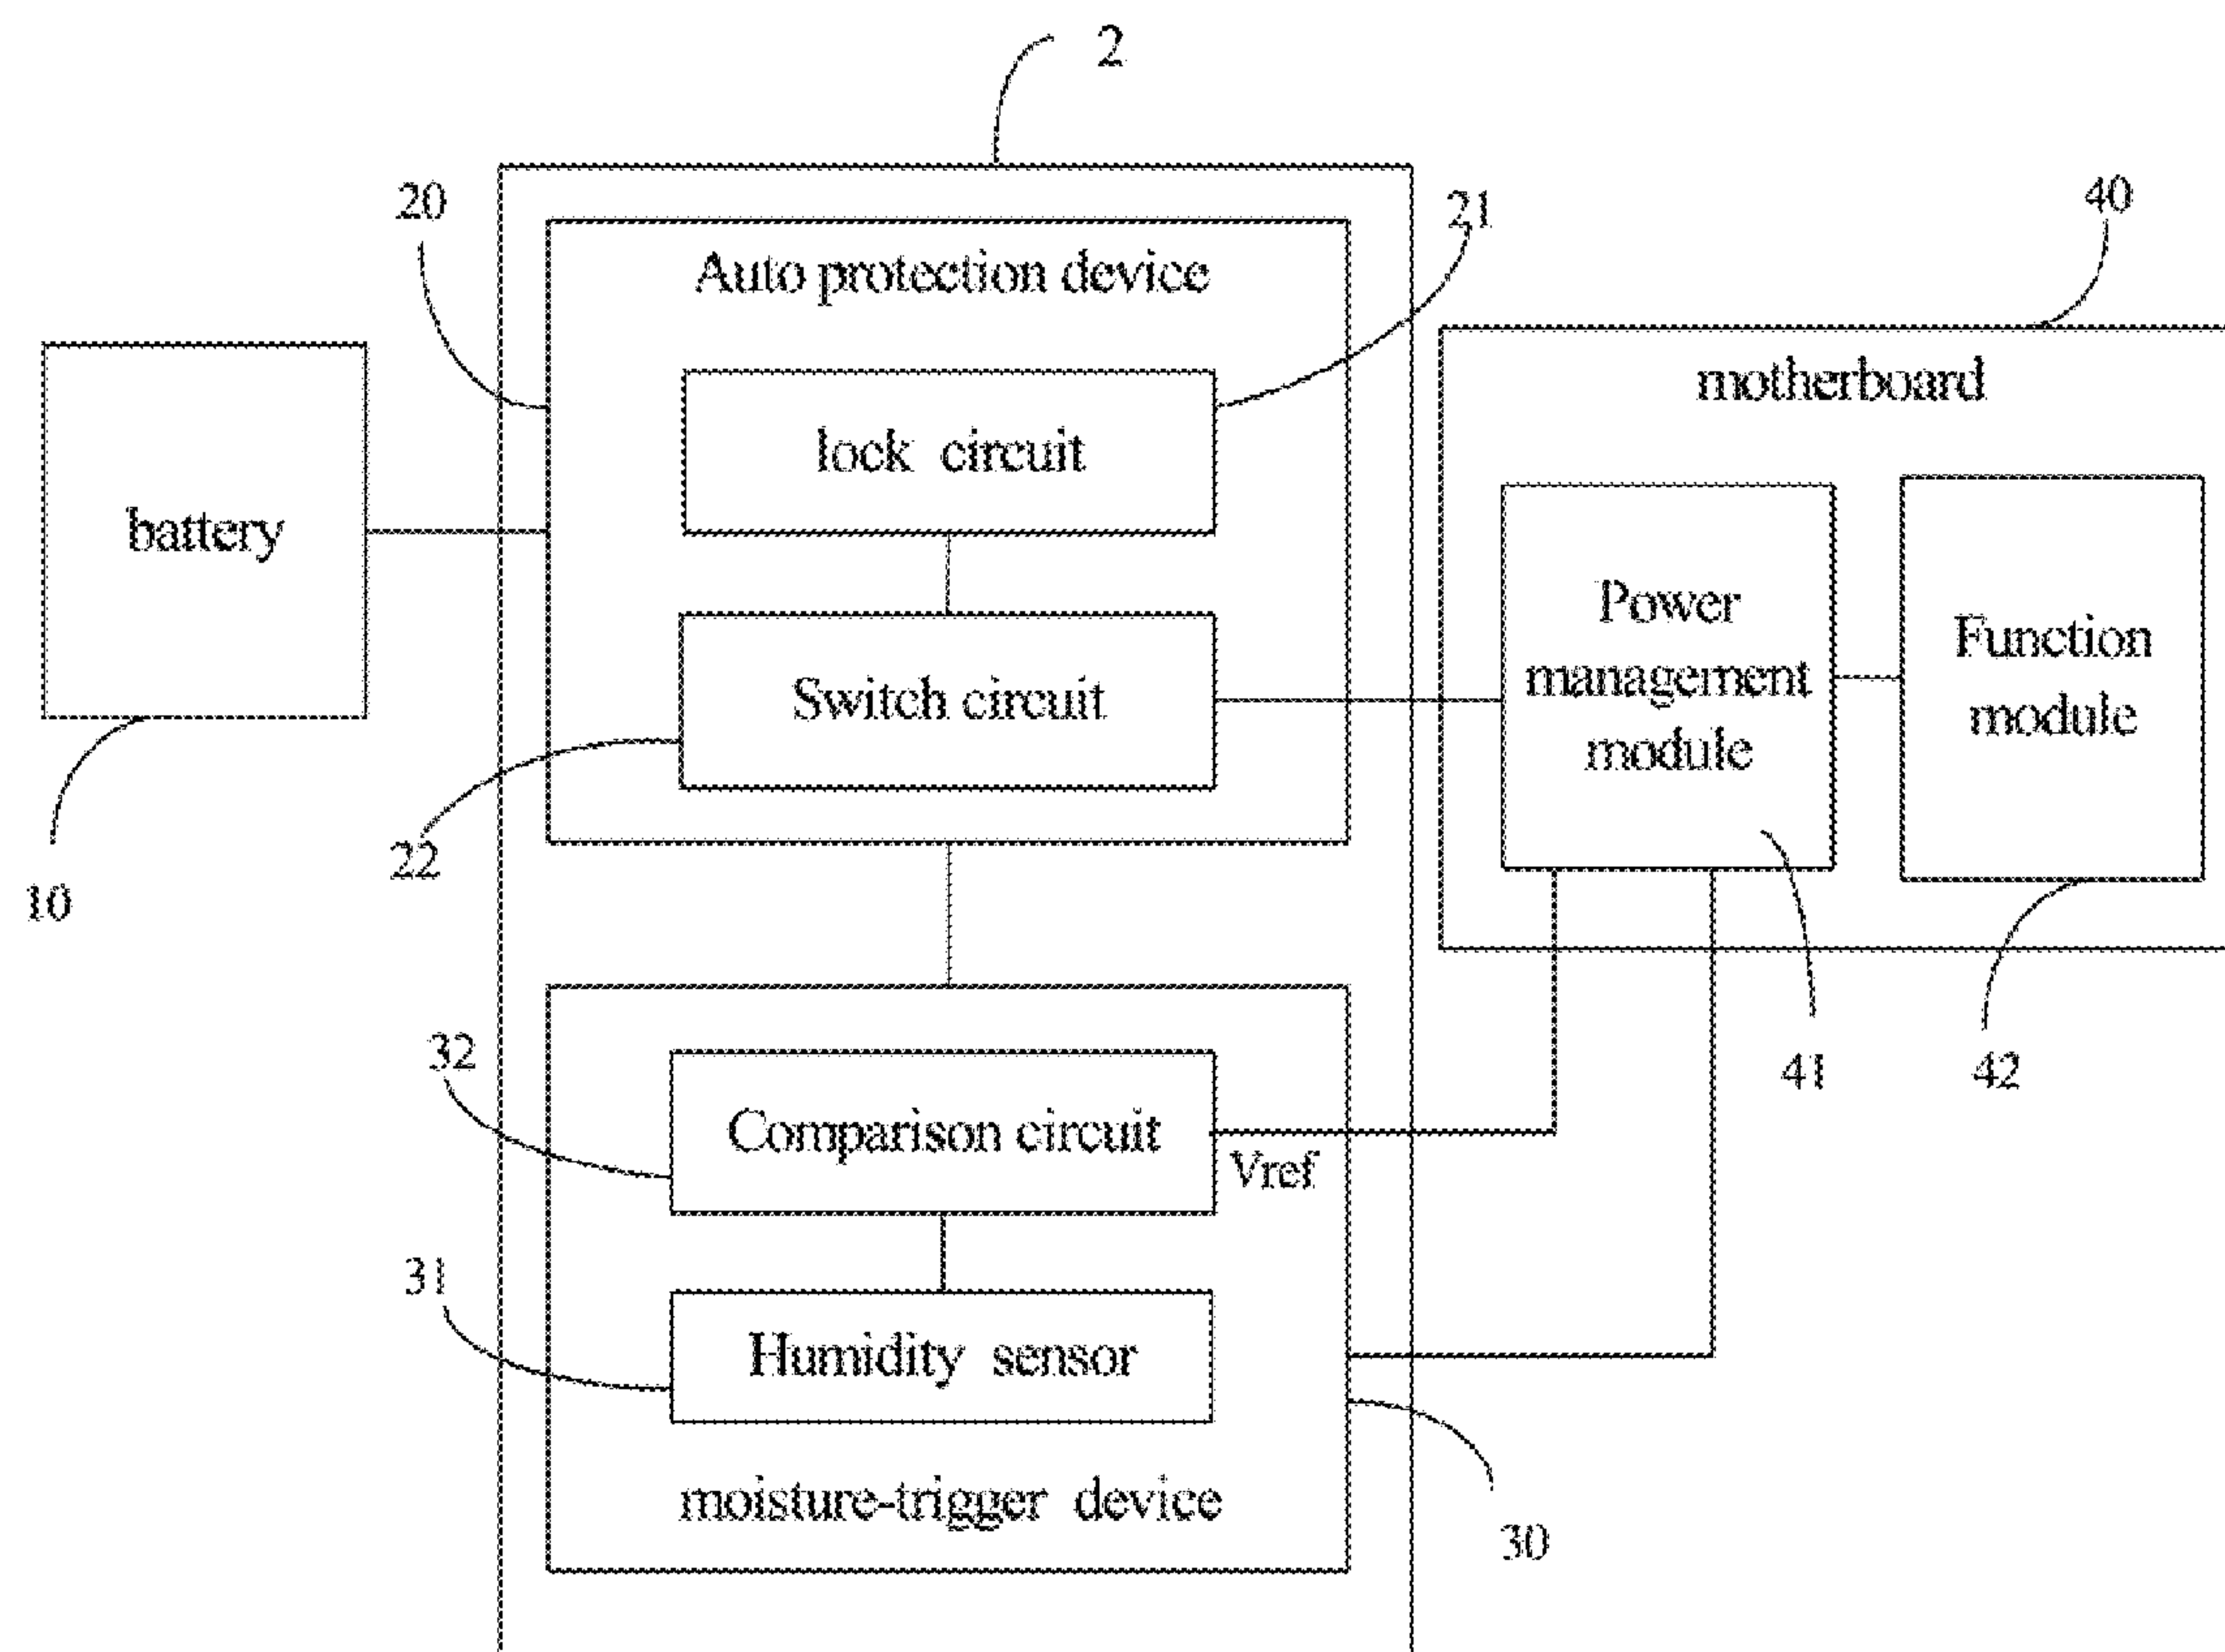 2
20
21
40
Auto protection device
motherboard
lock circuit
battery
Power
management
module
Function
module
Switch circuit
22
10
32
41
42
Comparison circuit
Vref
31
Humidity sensor
moisture-trigger device
30